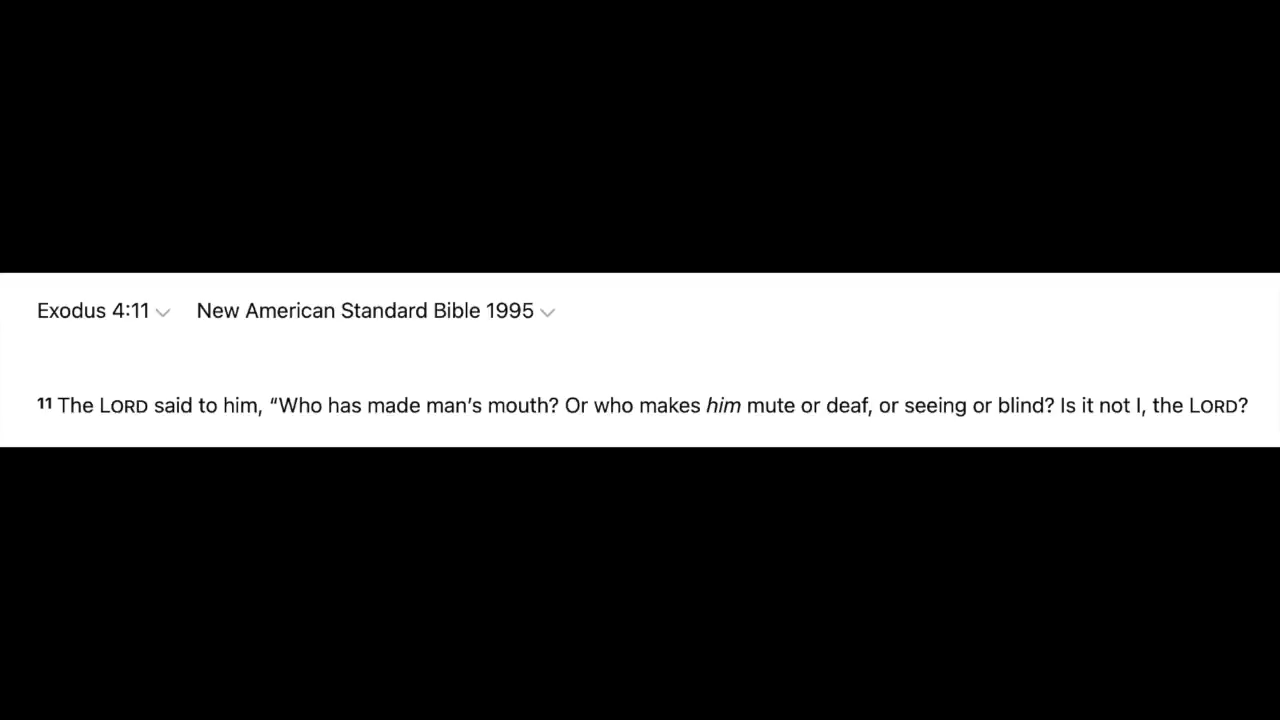 Exodus 4:11 New American Standard Bible 1995
11 The LORD said to him, “Who has made man’s mouth? Or who makes him mute or deaf, or seeing or blind? Is it not I, the LORD?